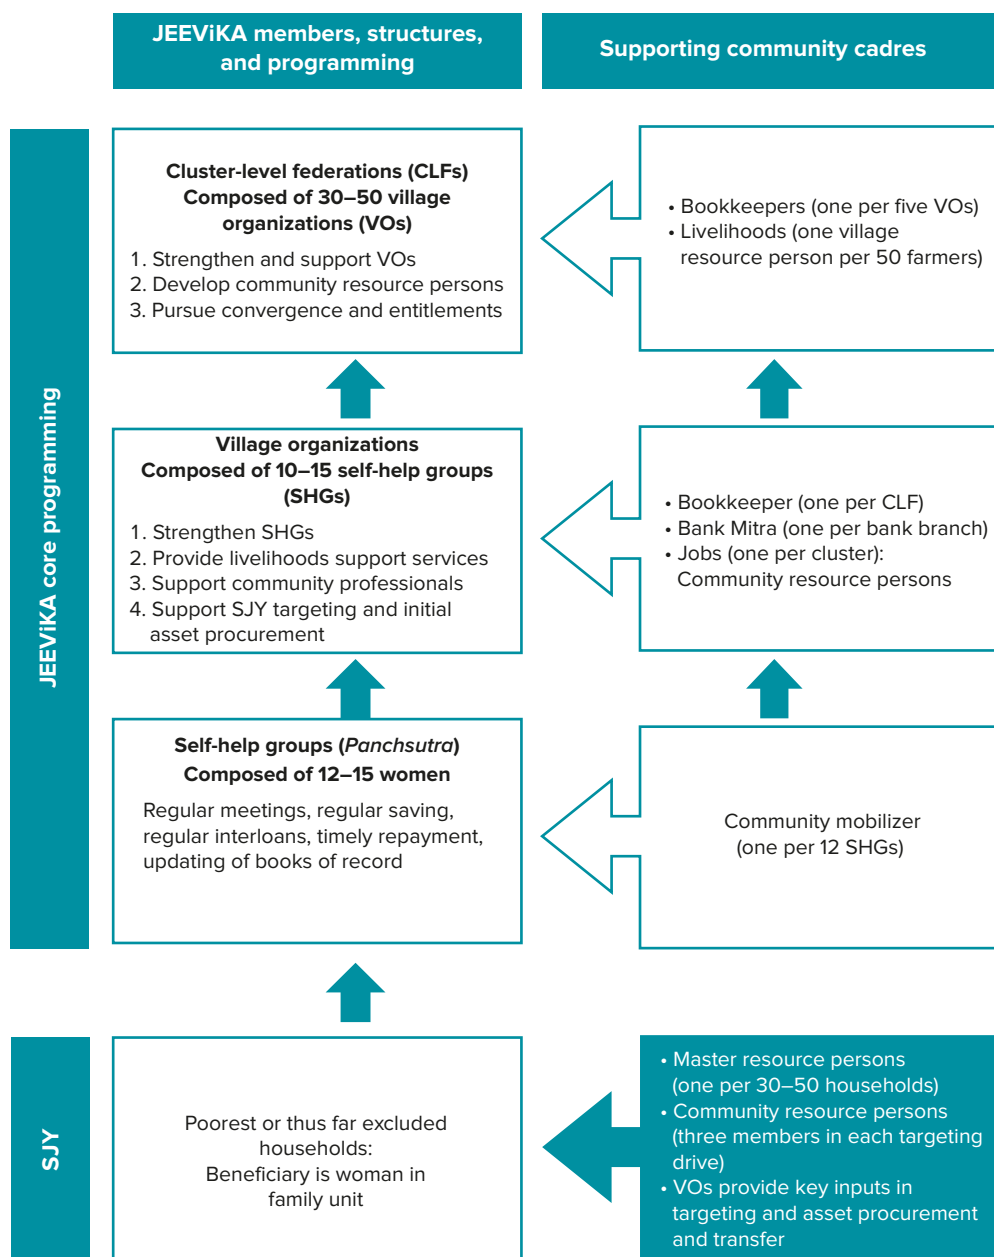 JEEViKA members, structures,
and programming
Supporting community cadres
JEEViKA core programming
Cluster-level federations (CLFs)
Composed of 30–50 village
organizations (VOs)
1. Strengthen and support VOs
2. Develop community resource persons
3. Pursue convergence and entitlements
• Bookkeepers (one per five VOs)
• Livelihoods (one village
resource person per 50 farmers)
Village organizations
Composed of 10–15 self-help groups
(SHGs)
1. Strengthen SHGs
2. Provide livelihoods support services
3. Support community professionals
4. Support SJY targeting and initial
asset procurement
• Bookkeeper (one per CLF)
• Bank Mitra (one per bank branch)
• Jobs (one per cluster):
Community resource persons
Self-help groups (Panchsutra)
Composed of 12–15 women
Regular meetings, regular saving,
regular interloans, timely repayment,
updating of books of record
Community mobilizer
(one per 12 SHGs)
SJY
Poorest or thus far excluded
households:
Beneficiary is woman in
family unit
• Master resource persons
(one per 30–50 households)
• Community resource persons
(three members in each targeting
drive)
• VOs provide key inputs in
targeting and asset procurement
and transfer